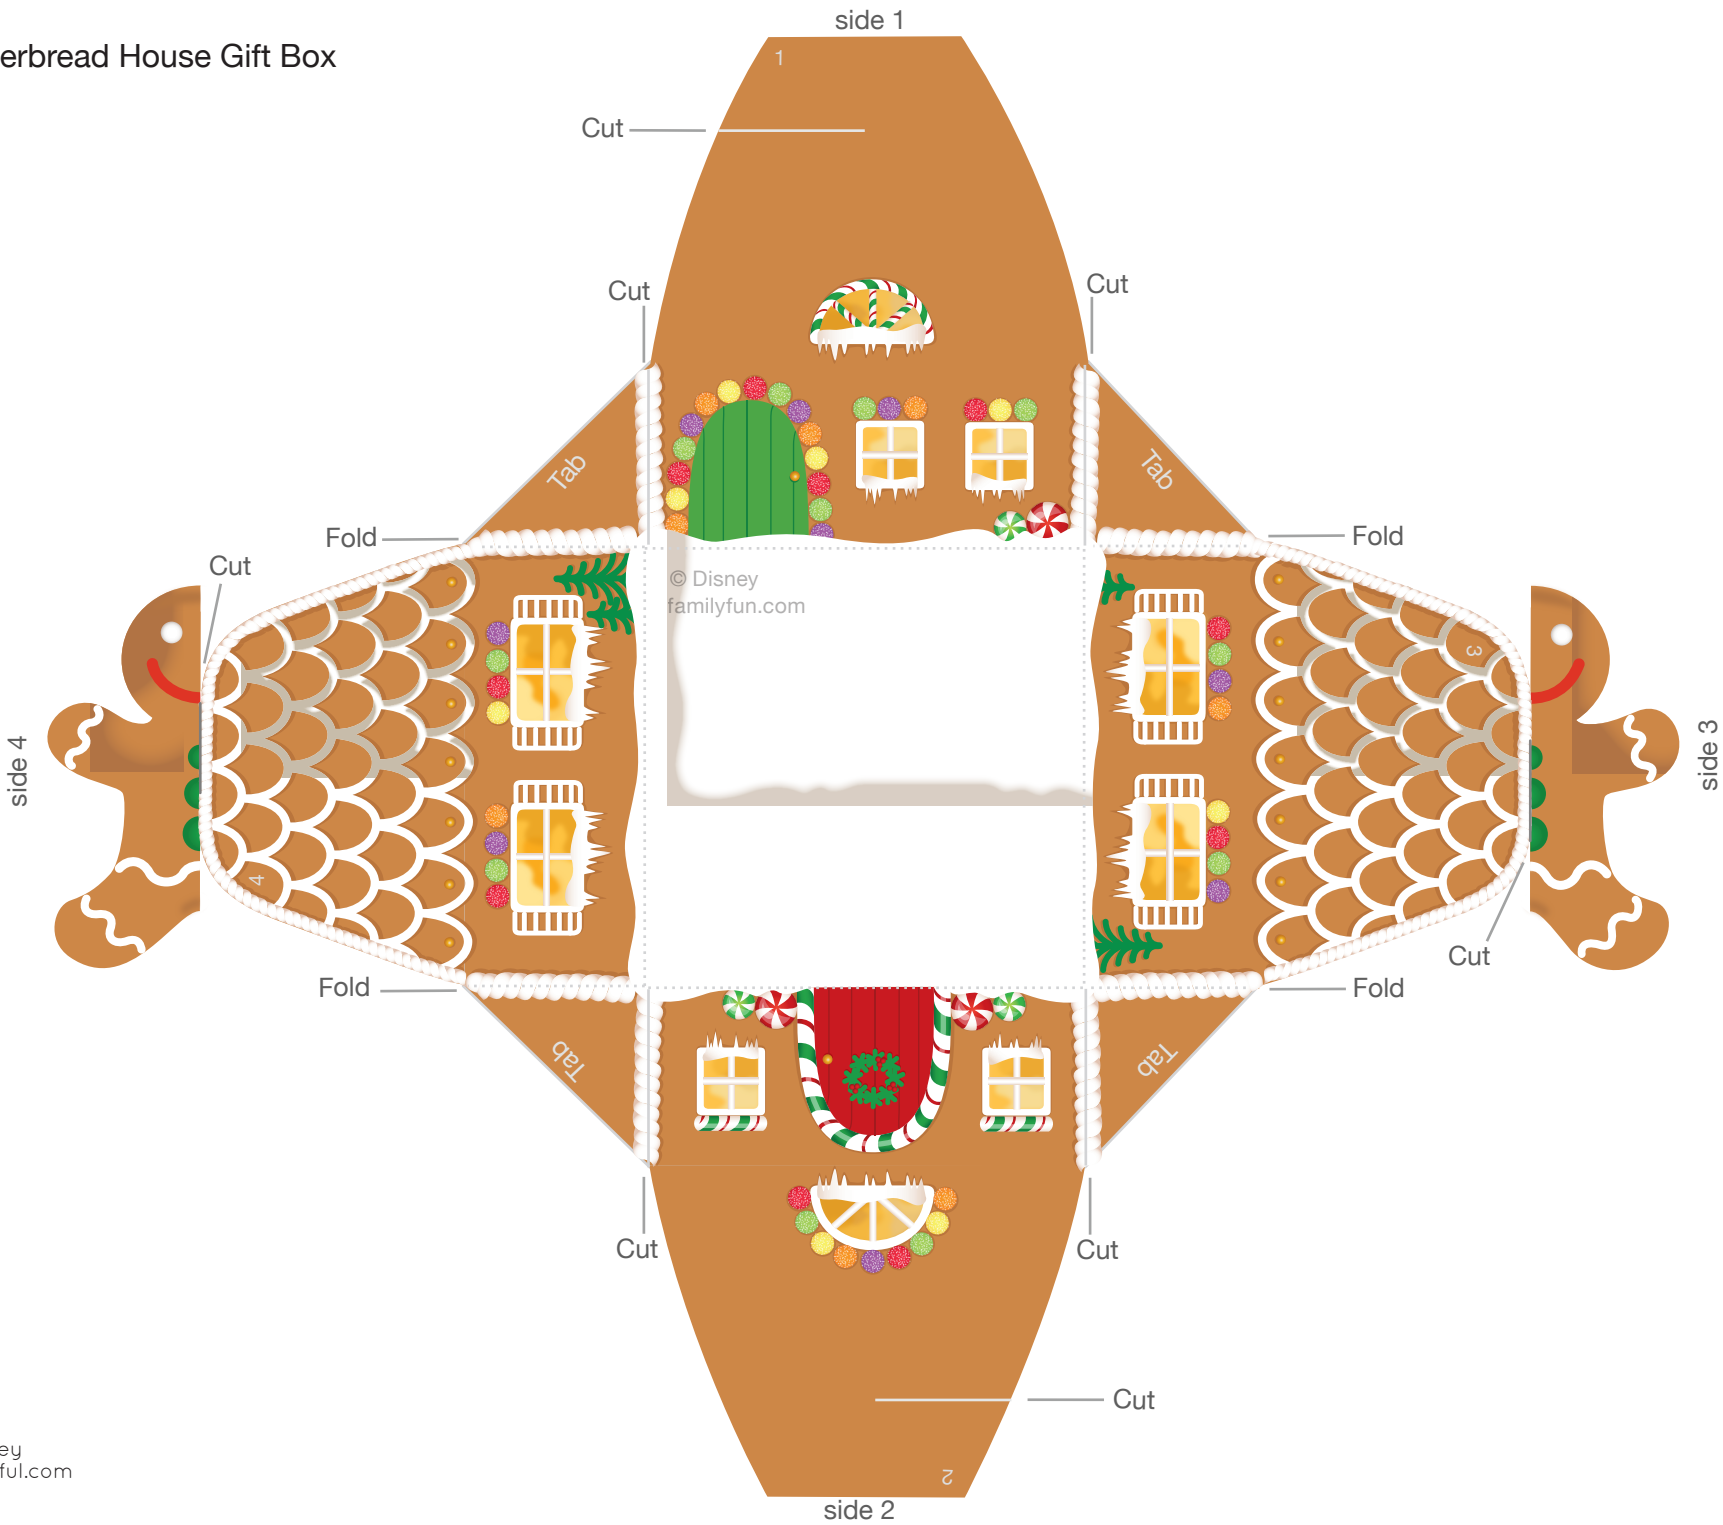 side 1
erbread House Gift Box
1
Cut
Cut
Cut
Tab
Tab
Fold
Fold
Cut
© Disney
familyfun.com
3
side 4
side 3
4
Cut
Fold
Fold
Tab
Tab
Cut
Cut
Cut
ey
ful.com
2
side 2